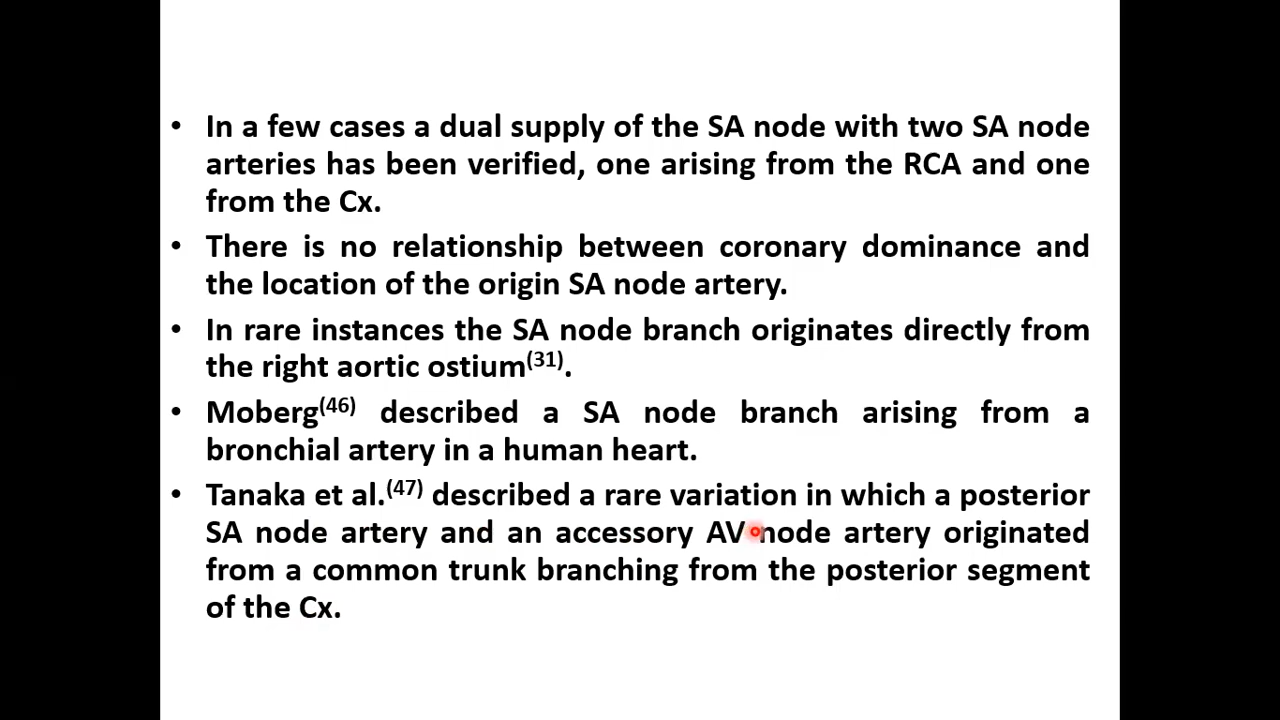 • In a few cases a dual supply of the SA node with two SA node
arteries has been verified, one arising from the RCA and one
from the Cx.
• There is no relationship between coronary dominance and
the location of the origin SA node artery.
• In rare instances the SA node branch originates directly from
the right aortic ostium(31).
• Moberg(46) described a SA node branch arising from a
bronchial artery in a human heart.
• Tanaka et al.(47) described a rare variation in which a posterior
SA node artery and an accessory AV node artery originated
from a common trunk branching from the posterior segment
of the Cx.